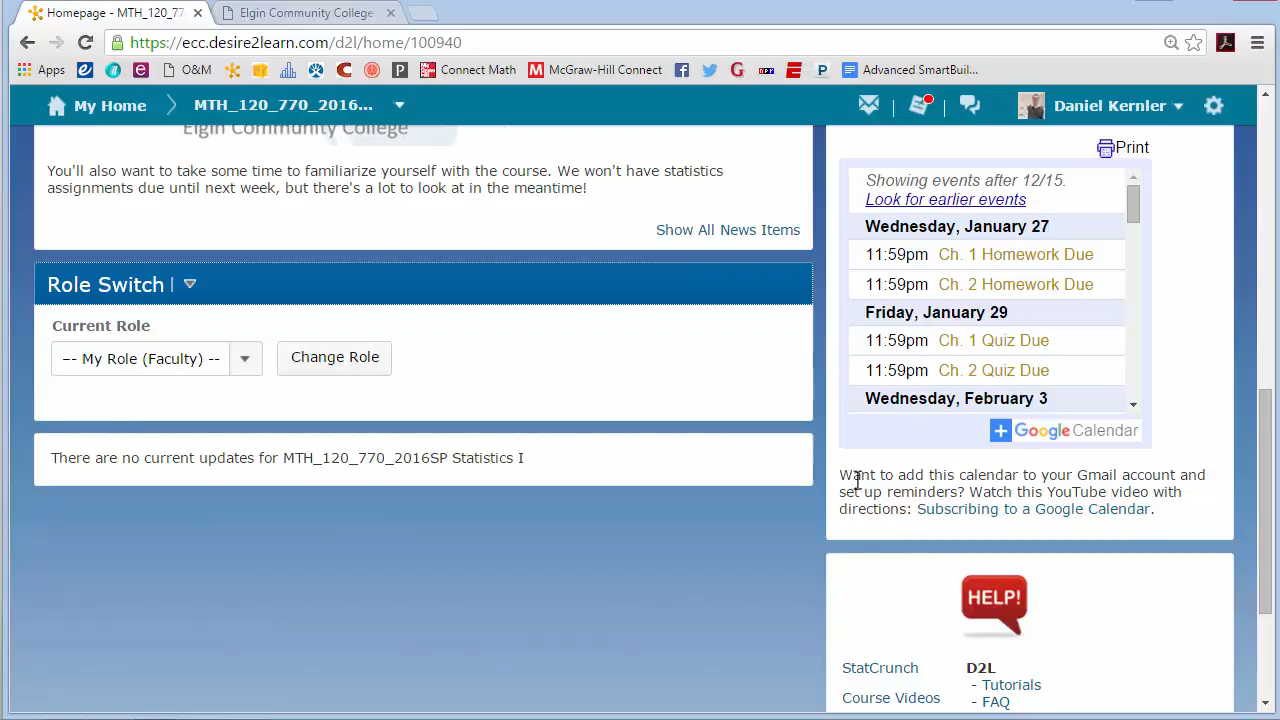 Homepage - MTH_120_77
Elgin Community College
https://ecc.desire2learn.com/d2l/home/100940
Apps
O&M
Connect Math
McGraw-Hill Connect
Advanced SmartBuil...
My Home
MTH_120_770_2016...
Daniel Kernler
Elgin Community College
You'll also want to take some time to familiarize yourself with the course. We won't have statistics
assignments due until next week, but there's a lot to look at in the meantime!
Show All News Items
Role Switch
Current Role
-- My Role (Faculty) --
Change Role
There are no current updates for MTH_120_770_2016SP Statistics I
Print
Showing events after 12/15.
Look for earlier events
Wednesday, January 27
11:59pm Ch. 1 Homework Due
11:59pm Ch. 2 Homework Due
Friday, January 29
11:59pm Ch. 1 Quiz Due
11:59pm Ch. 2 Quiz Due
Wednesday, February 3
+ Google Calendar
Want to add this calendar to your Gmail account and
set up reminders? Watch this YouTube video with
directions: Subscribing to a Google Calendar.
HELP!
StatCrunch
Course Videos
D2L
- Tutorials
- FAQ